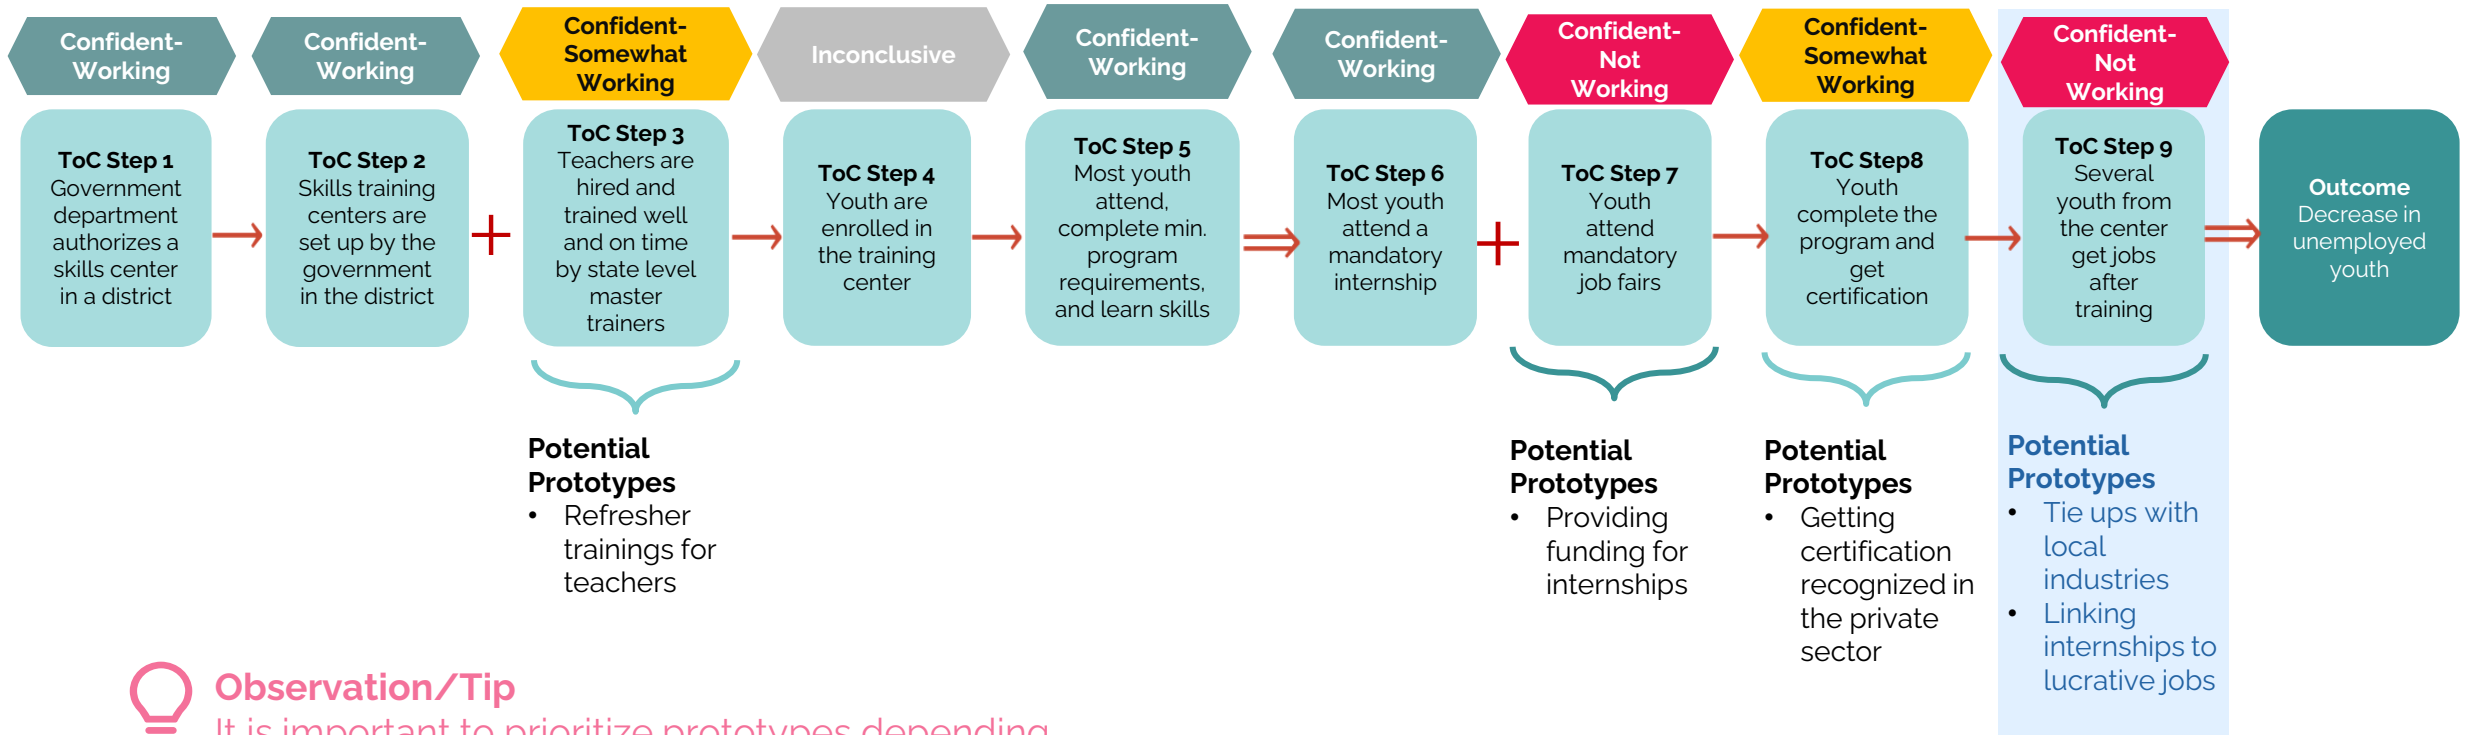 Confident-
Working
Confident-
Working
Confident-
Somewhat
Working
Inconclusive
Confident-
Working
Confident-
Working
Confident-
Not
Working
Confident-
Somewhat
Working
Confident-
Not
Working
ToC Step 1
Government
department
authorizes a
skills center
in a district
ToC Step 2
Skills training
centers are
set up by the
government
in the district
ToC Step 3
Teachers are
hired and
trained well
and on time
by state level
master
trainers
ToC Step 4
Youth are
enrolled in
the training
center
ToC Step 5
Most youth
attend,
complete min.
program
requirements,
and learn skills
ToC Step 6
Most youth
attend a
mandatory
internship
ToC Step 7
Youth
attend
mandatory
job fairs
ToC Step8
Youth
complete the
program and
get
certification
ToC Step 9
Several
youth from
the center
get jobs
after
training
Outcome
Decrease in
unemployed
youth
Potential
Prototypes
• Refresher
trainings for
teachers
Potential
Prototypes
• Providing
funding for
internships
Potential
Prototypes
• Getting
certification
recognized in
the private
sector
Potential
Prototypes
• Tie ups with
local
industries
• Linking
internships to
lucrative jobs
Observation/Tip
It is important to prioritize prototypes depending